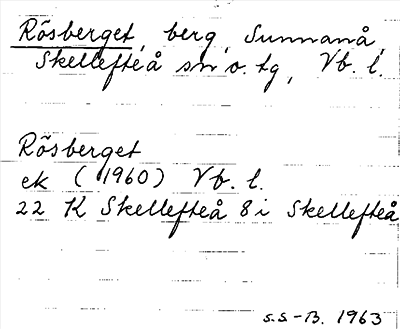 Rösberget, berg, Sunnanå,
Skellefteå sn o. tg, Vb. l.
Rösberget
ek (1960) Vb. l.
22 K Skellefteå 8 i Skellefteå
S.S-B. 1963